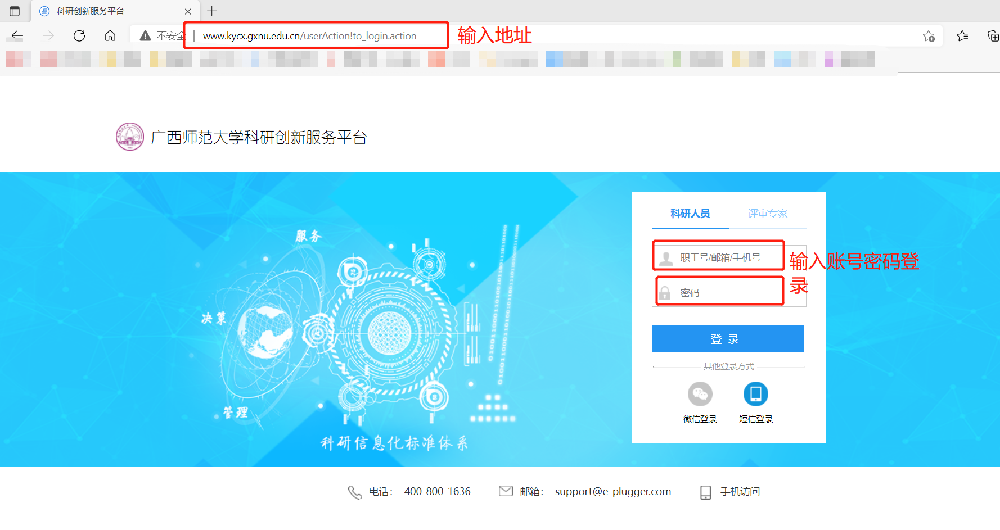 科研创新服务平台
不安全 | www.kycx.gxnu.edu.cn/userAction!to_login.action 输入地址
广西师范大学科研创新服务平台
科研人员 评审专家
服务
职工号/邮箱/手机号
输入账号密码登
录
密码
决策
登 录
其他登录方式
微信登录 短信登录
管理
科研信息化标准体系
电话： 400-800-1636 邮箱： support@e-plugger.com 手机访问